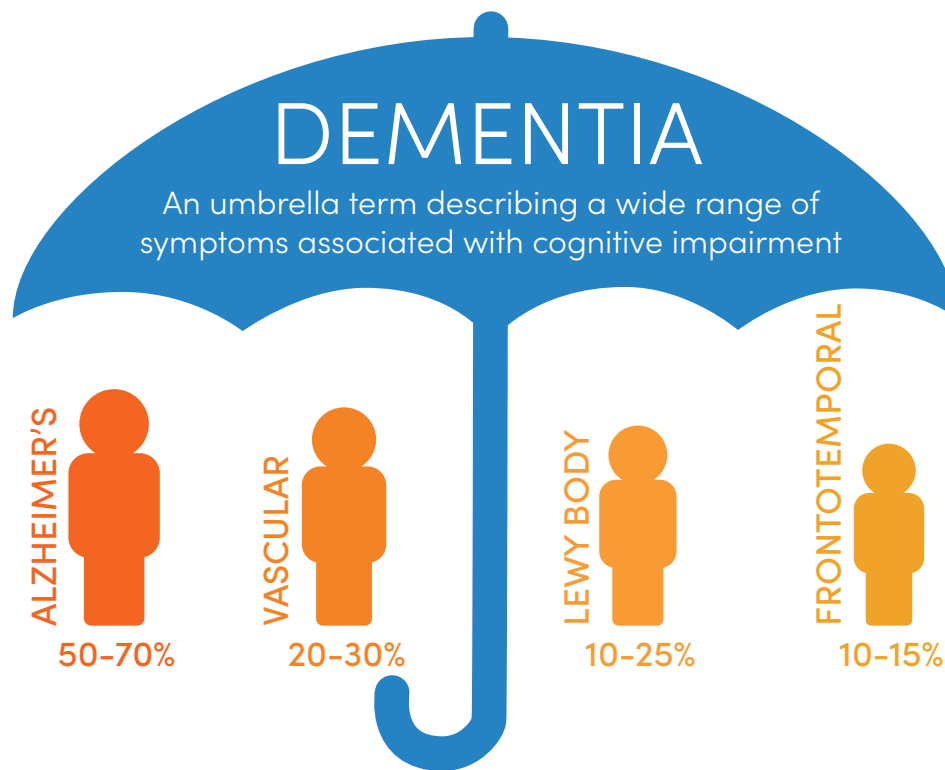 DEMENTIA
An umbrella term describing a wide range of
symptoms associated with cognitive impairment
ALZHEIMER'S
50-70%
VASCULAR
20-30%
LEWY BODY
10-25%
FRONTOTEMPORAL
10-15%